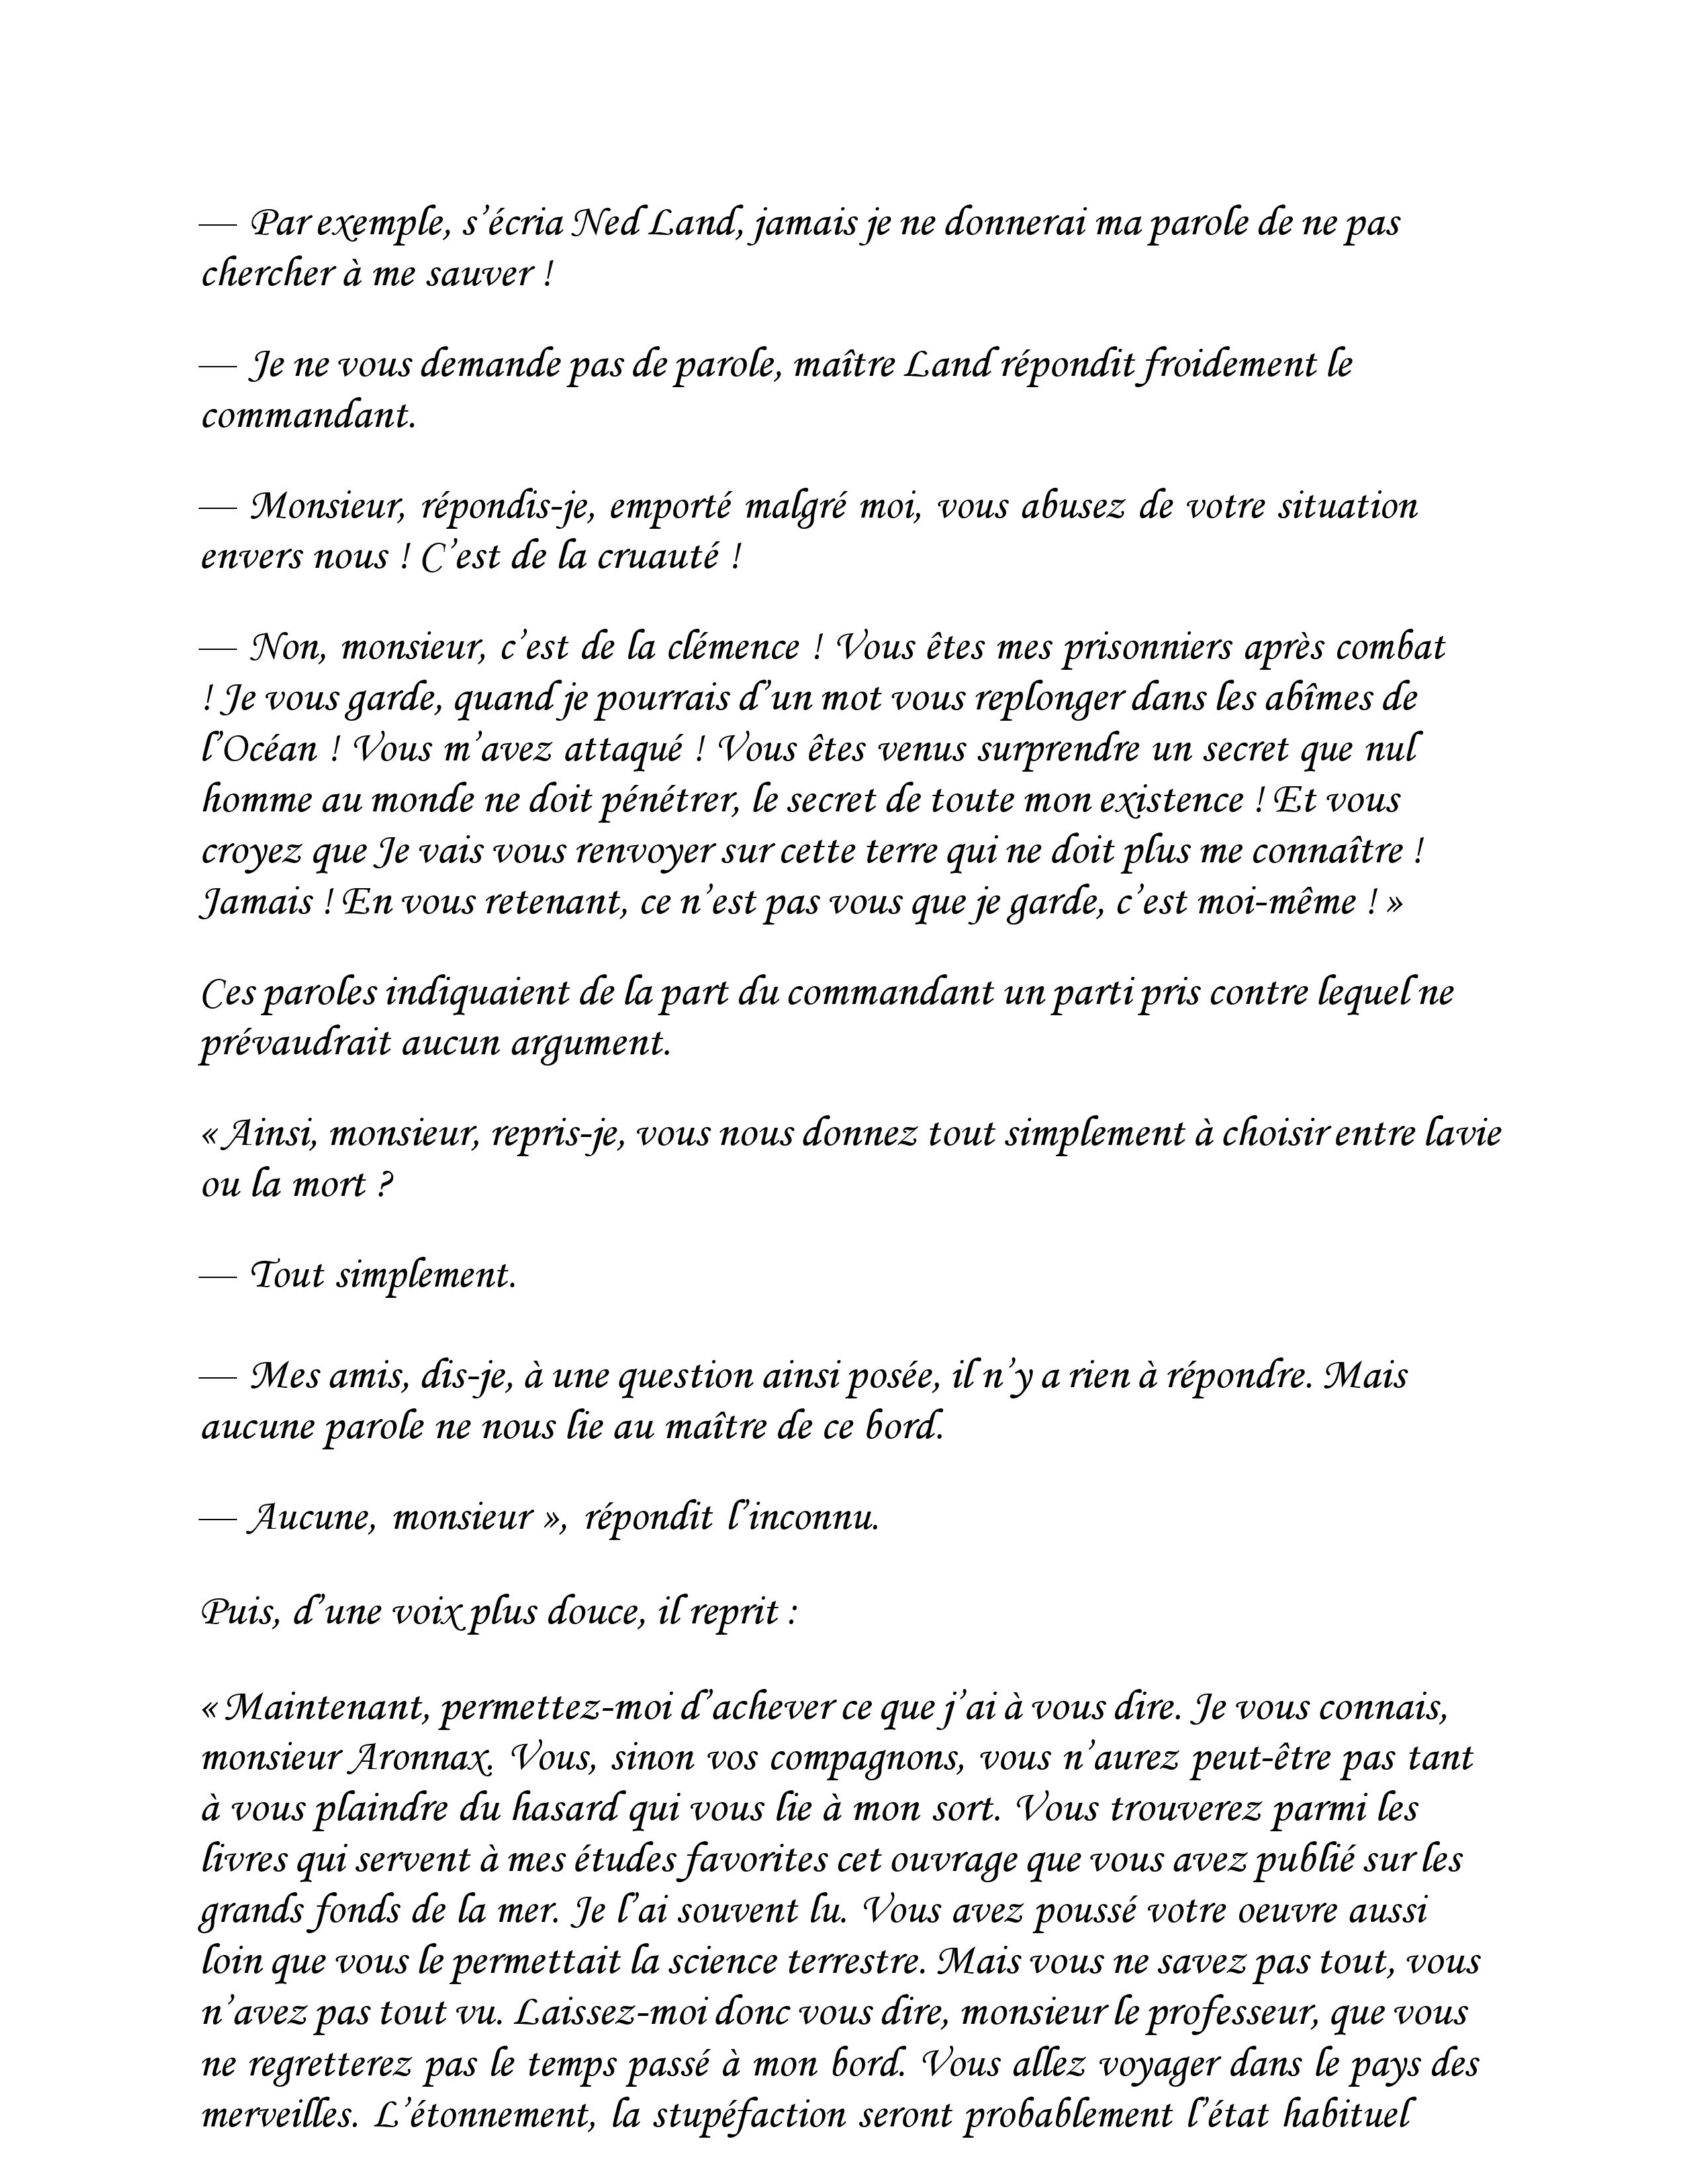 — Par exemple, s’écria Ned Land, jamais je ne donnerai ma parole de ne pas
chercher à me sauver !
— Je ne vous demande pas de parole, maître Land répondit froidement le
commandant.
— Monsieur, répondis-je, emporté malgré moi, vous abusez de votre situation
envers nous ! C’est de la cruauté !
— Non, monsieur, c’est de la clémence ! Vous êtes mes prisonniers après combat
! Je vous garde, quand je pourrais d’un mot vous replonger dans les abîmes de
l’Océan ! Vous m’avez attaqué ! Vous êtes venus surprendre un secret que nul
homme au monde ne doit pénétrer, le secret de toute mon existence ! Et vous
croyez que Je vais vous renvoyer sur cette terre qui ne doit plus me connaître !
Jamais ! En vous retenant, ce n’est pas vous que je garde, c’est moi-même ! »
Ces paroles indiquaient de la part du commandant un parti pris contre lequel ne
prévaudrait aucun argument.
« Ainsi, monsieur, repris-je, vous nous donnez tout simplement à choisir entre lavie
ou la mort ?
— Tout simplement.
— Mes amis, dis-je, à une question ainsi posée, il n’y a rien à répondre. Mais
aucune parole ne nous lie au maître de ce bord.
— Aucune, monsieur », répondit l’inconnu.
Puis, d’une voix plus douce, il reprit :
« Maintenant, permettez-moi d’achever ce que j’ai à vous dire. Je vous connais,
monsieur Aronnax. Vous, sinon vos compagnons, vous n’aurez peut-être pas tant
à vous plaindre du hasard qui vous lie à mon sort. Vous trouverez parmi les
livres qui servent à mes études favorites cet ouvrage que vous avez publié sur les
grands fonds de la mer. Je l’ai souvent lu. Vous avez poussé votre oeuvre aussi
loin que vous le permettait la science terrestre. Mais vous ne savez pas tout, vous
n’avez pas tout vu. Laissez-moi donc vous dire, monsieur le professeur, que vous
ne regretterez pas le temps passé à mon bord. Vous allez voyager dans le pays des
merveilles. L’étonnement, la stupéfaction seront probablement l’état habituel